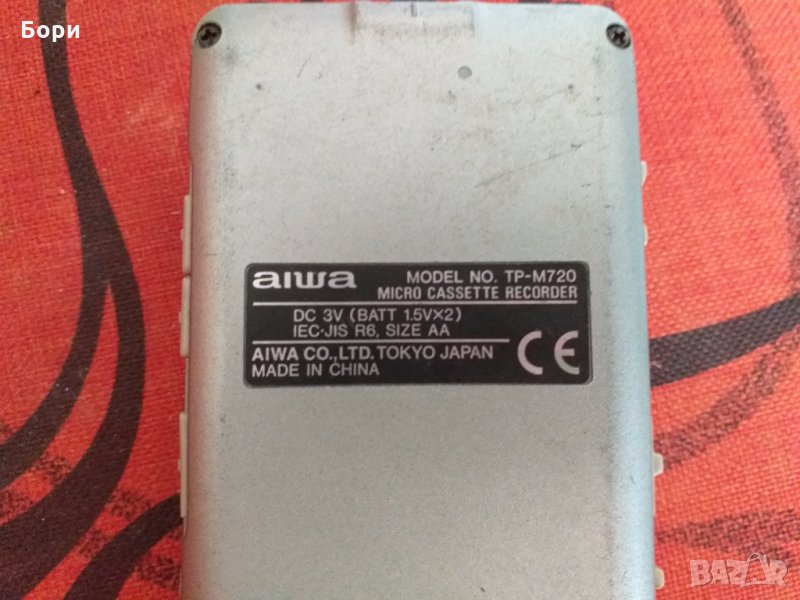 Бори
aiwa
MODEL NO. TP-M720
MICRO CASSETTE RECORDER
DC 3V (BATT 1.5V×2)
IEC·JIS R6, SIZE AA
AIWA CO.,LTD. TOKYO JAPAN
MADE IN CHINA
CE
BAZAR